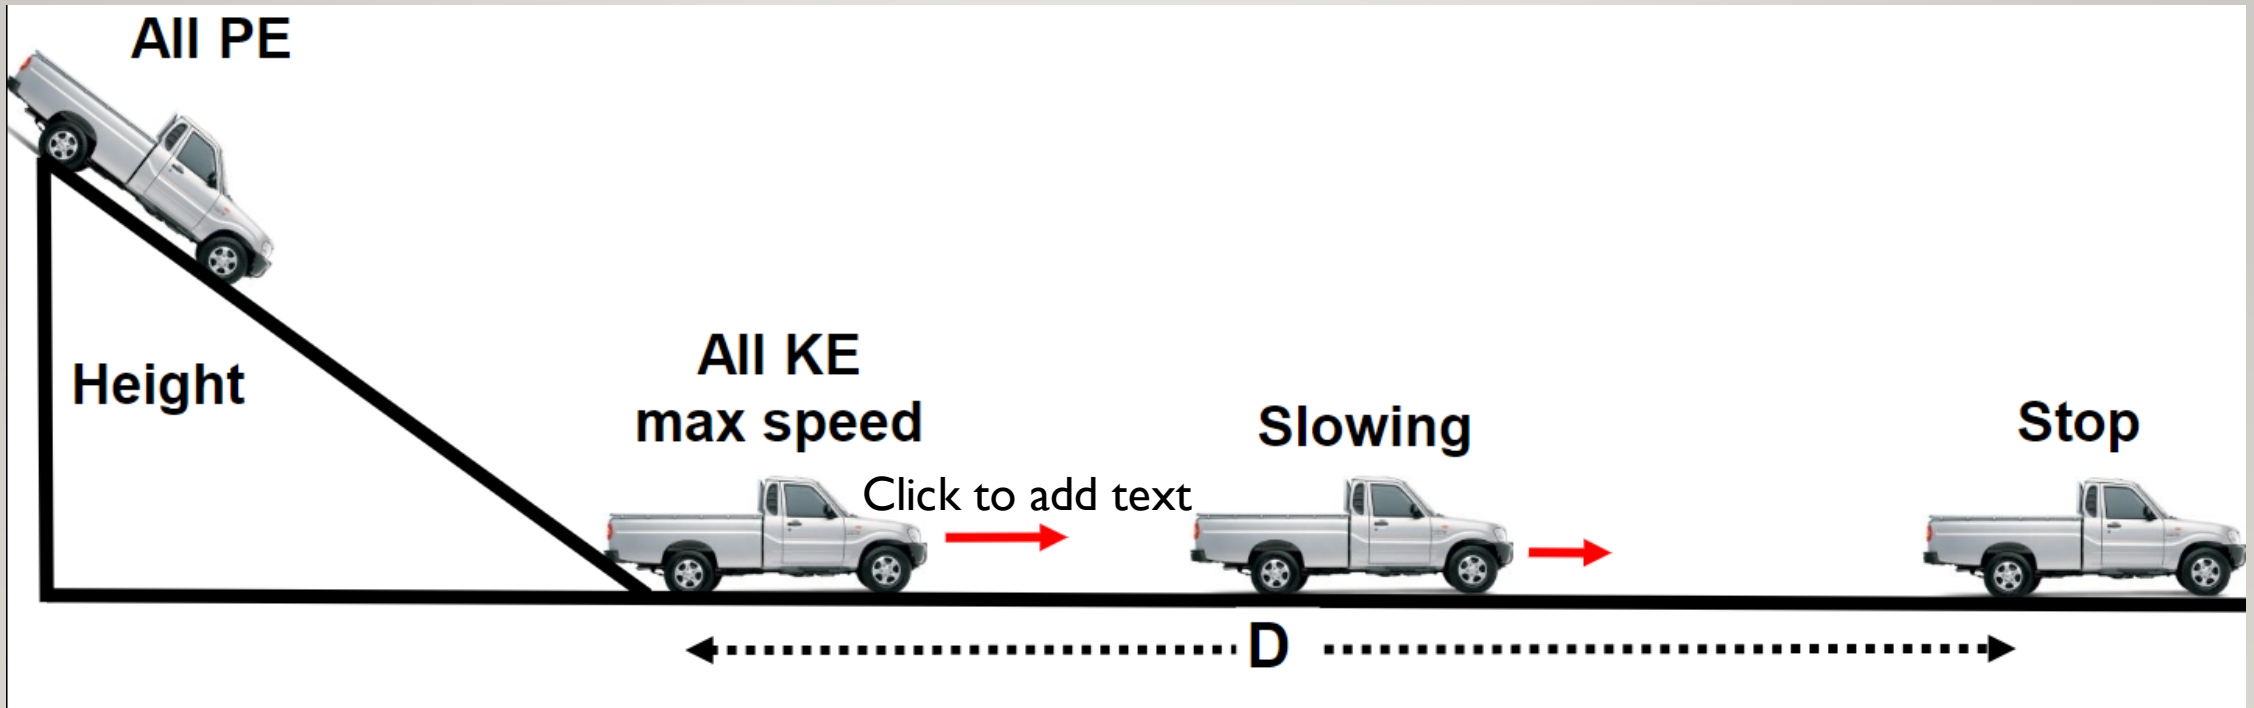 All PE
Height
All KE
max speed
Click to add text
Slowing
Stop
D